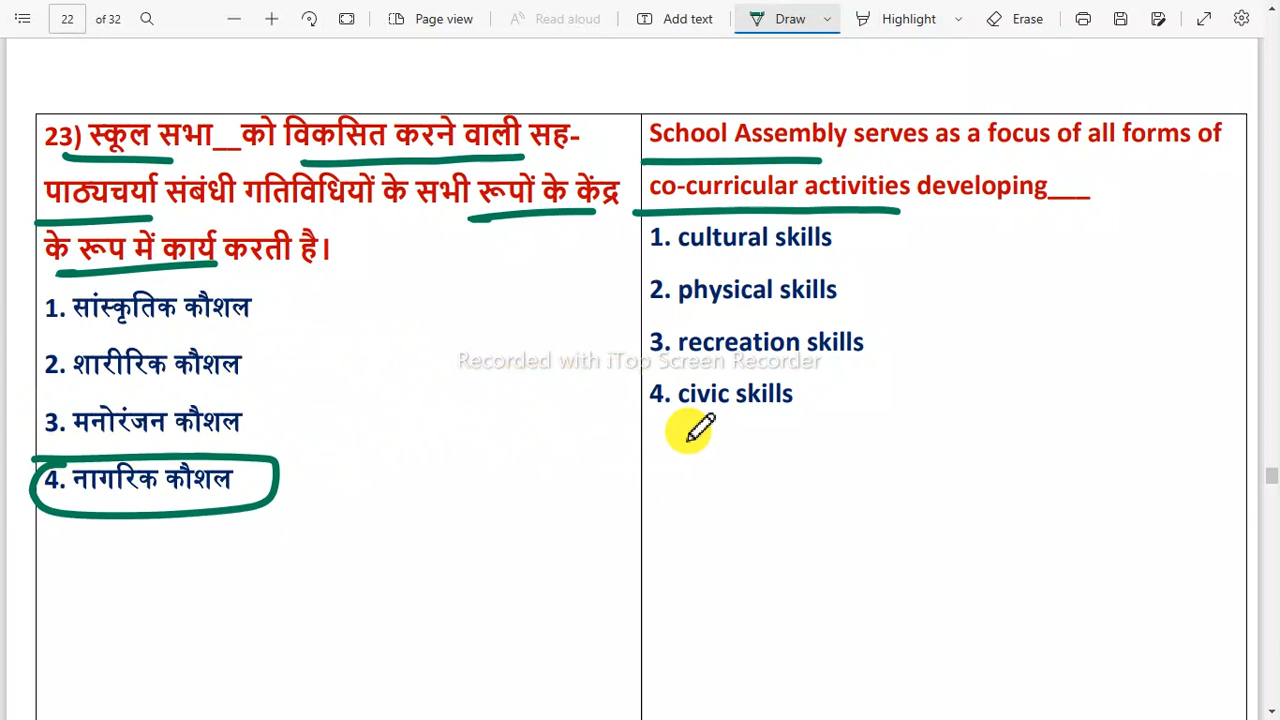 22 of 32 Page view Read aloud Add text Draw Highlight Erase
23) स्कूल सभा__को विकसित करने वाली सह-
पाठ्यचर्या संबंधी गतिविधियों के सभी रूपों के केंद्र
के रूप में कार्य करती है।
1. सांस्कृतिक कौशल
2. शारीरिक कौशल
3. मनोरंजन कौशल
4. नागरिक कौशल
School Assembly serves as a focus of all forms of
co-curricular activities developing___
1. cultural skills
2. physical skills
3. recreation skills
4. civic skills
Recorded with iTop Screen Recorder